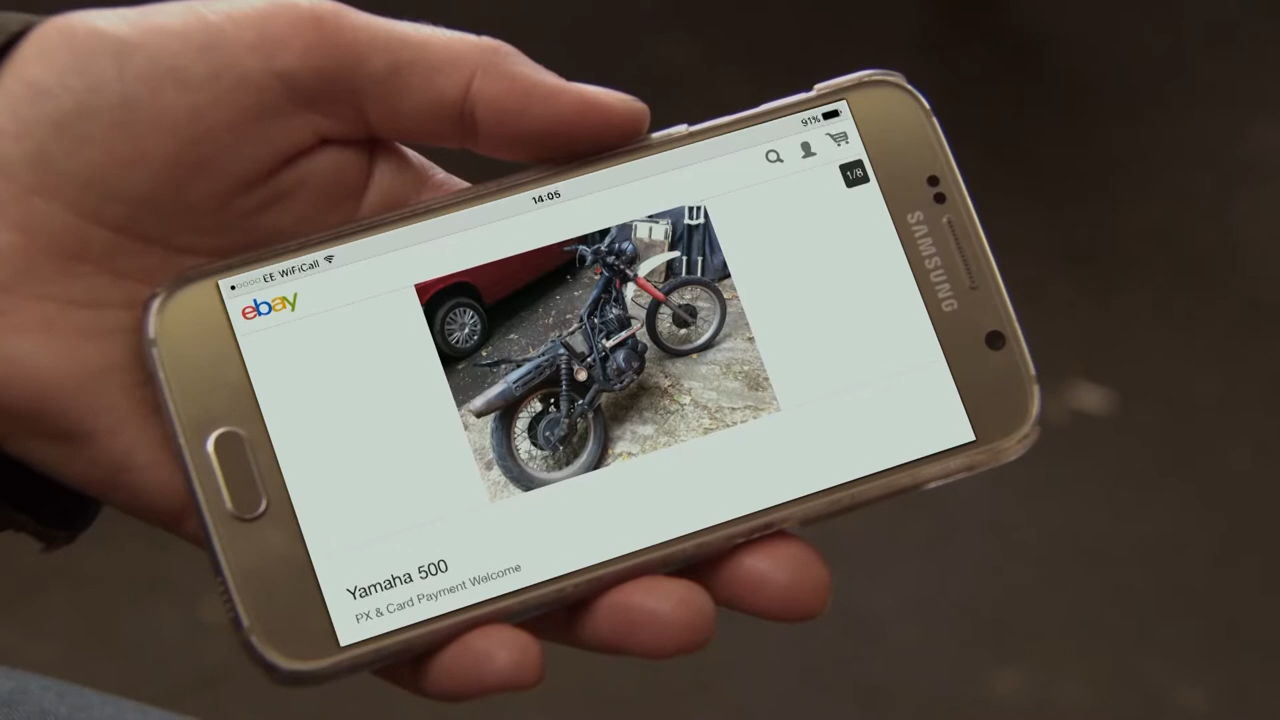 91%
14:05
EE WiFiCall
ebay
1/8
SAMSUNG
Yamaha 500
PX & Card Payment Welcome